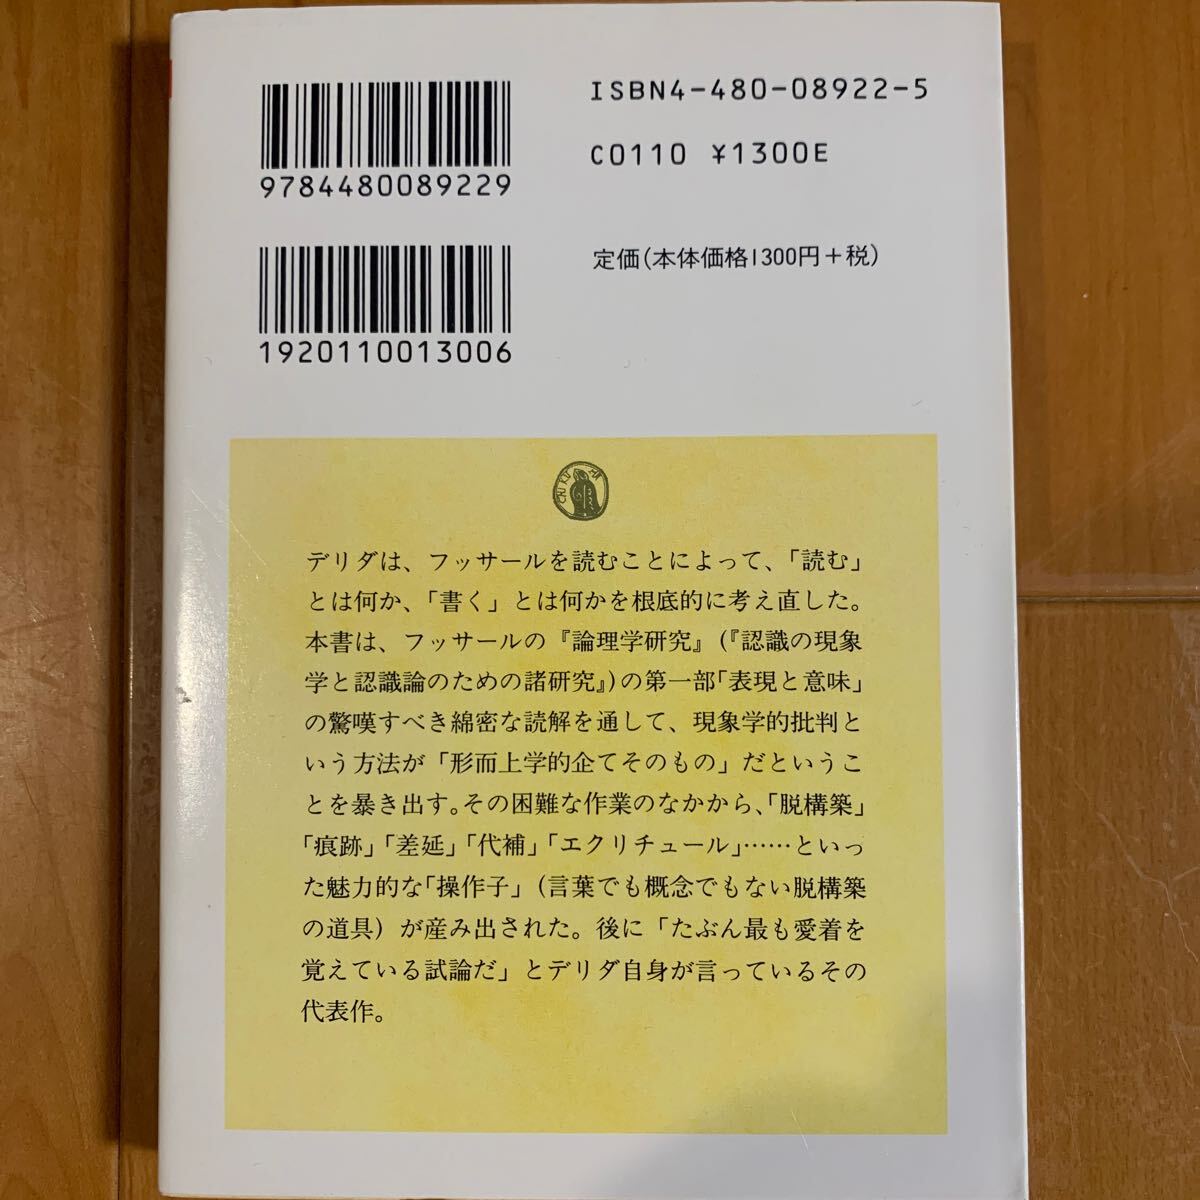 ISBN4-480-08922-5
C0110 ¥1300E
9784480089229
定価(本体価格1300円+税)
1920110013006
CHIKUMA
デリダは、フッサールを読むことによって、「読む」
とは何か、「書く」とは何かを根底的に考え直した。
本書は、フッサールの『論理学研究』(『認識の現象
学と認識論のための諸研究』)の第一部「表現と意味」
の驚嘆すべき綿密な読解を通して、現象学的批判と
いう方法が「形而上学的企てそのもの」だというこ
とを暴き出す。その困難な作業のなかから、「脱構築」
「痕跡」「差延」「代補」「エクリチュール」……といっ
た魅力的な「操作子」(言葉でも概念でもない脱構築
の道具)が産み出された。後に「たぶん最も愛着を
覚えている試論だ」とデリダ自身が言っているその
代表作。